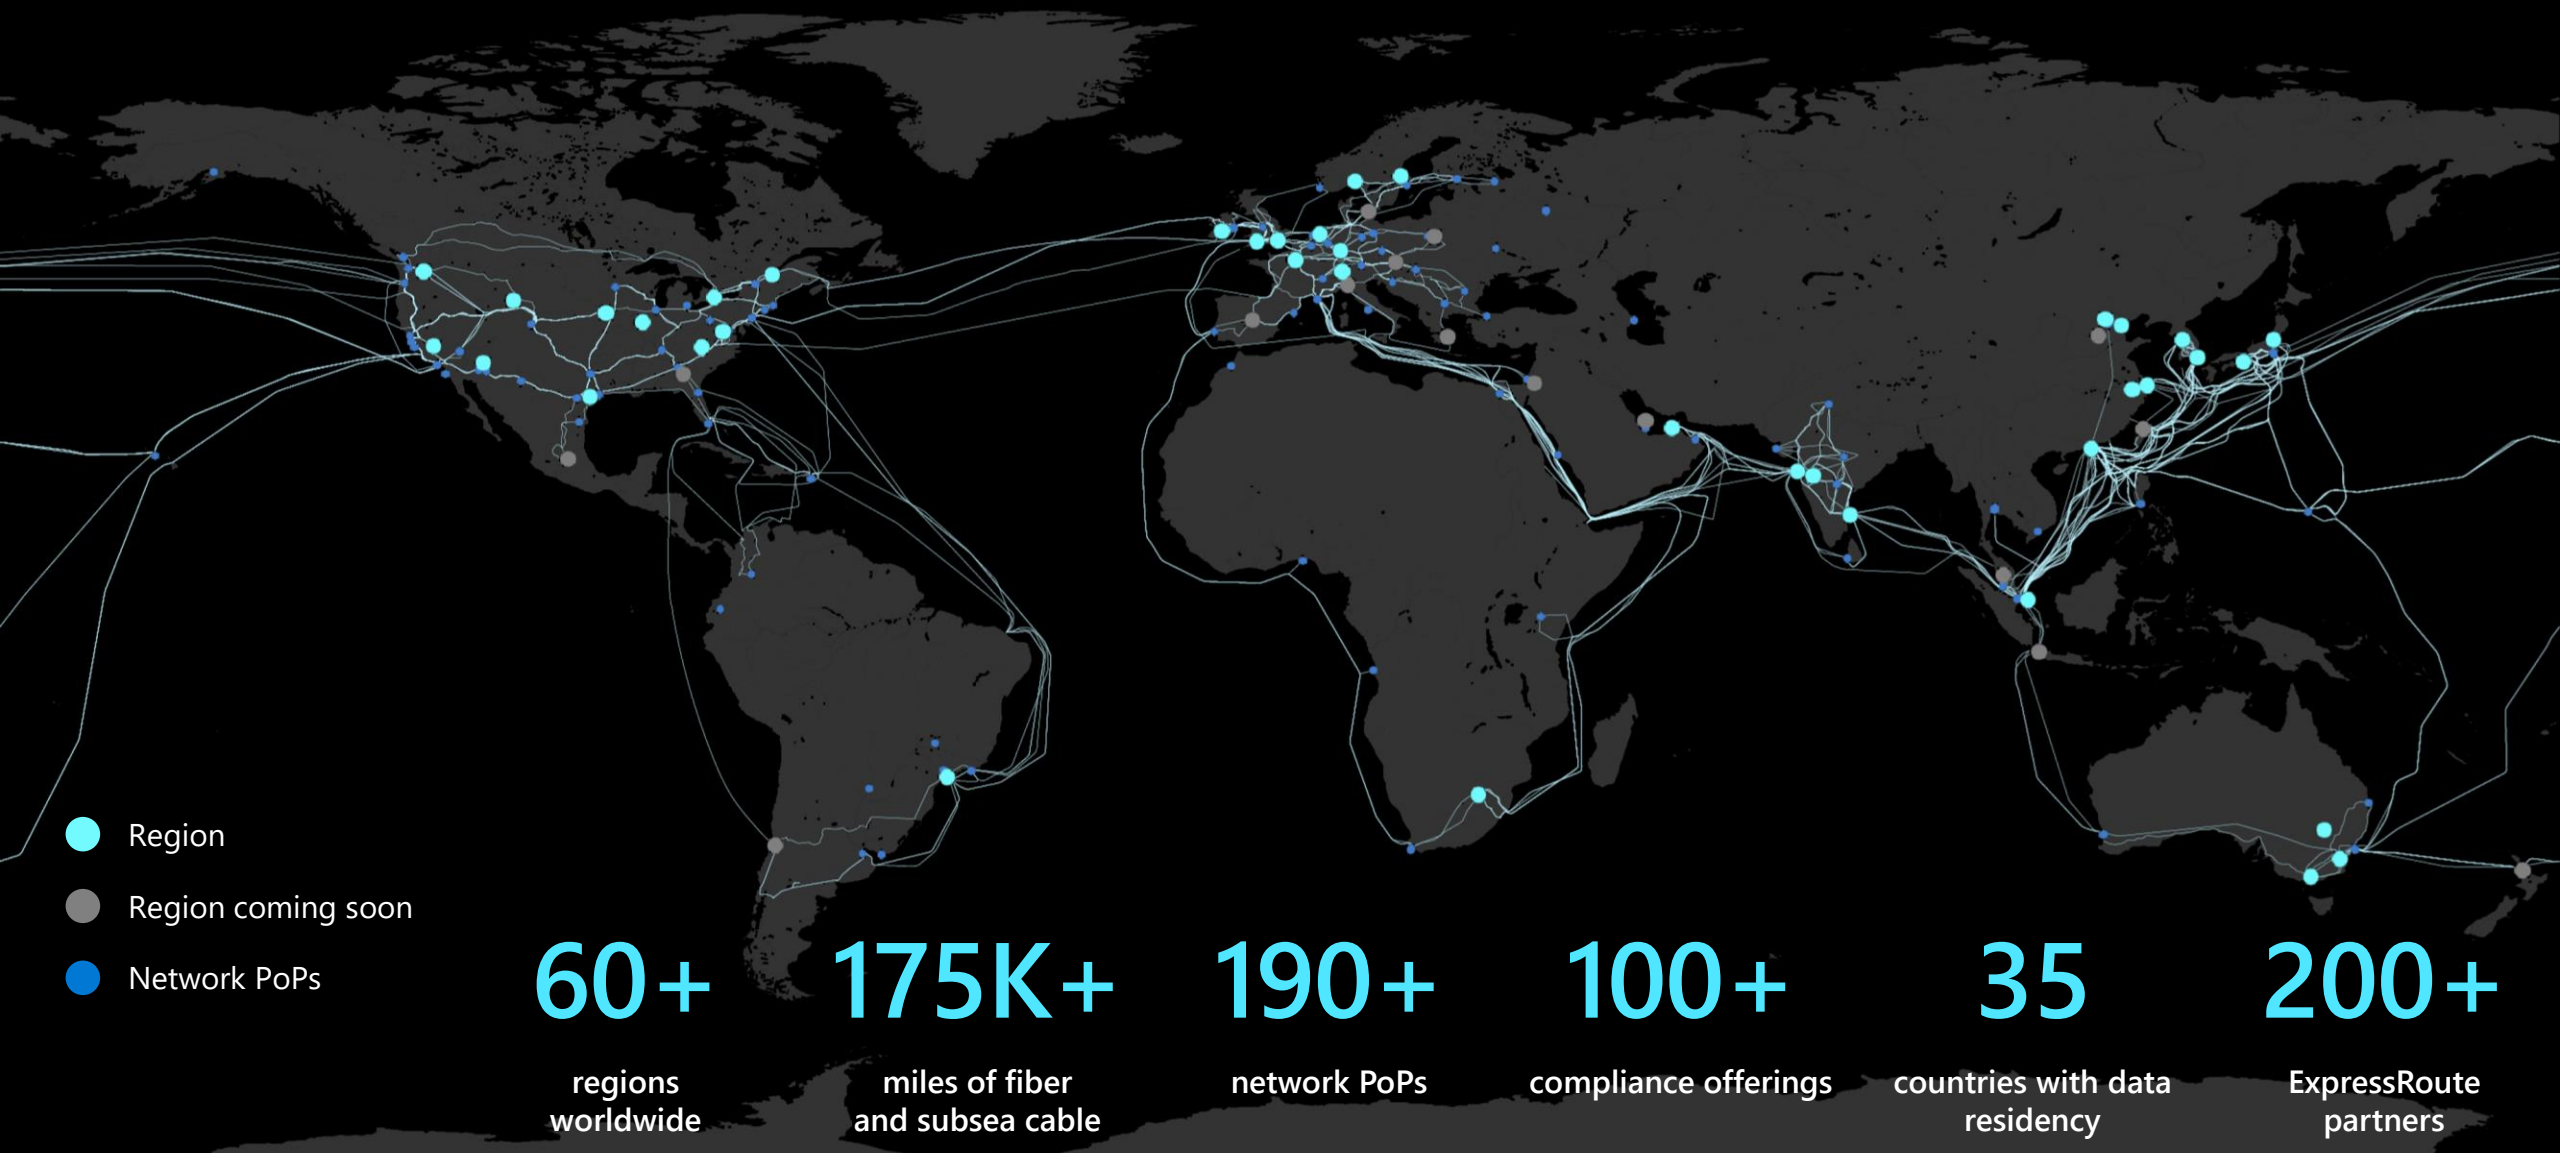 Region
Region coming soon
Network PoPs
60+
regions
worldwide
175K+
miles of fiber
and subsea cable
190+
network PoPs
100+
compliance offerings
35
countries with data
residency
200+
ExpressRoute
partners